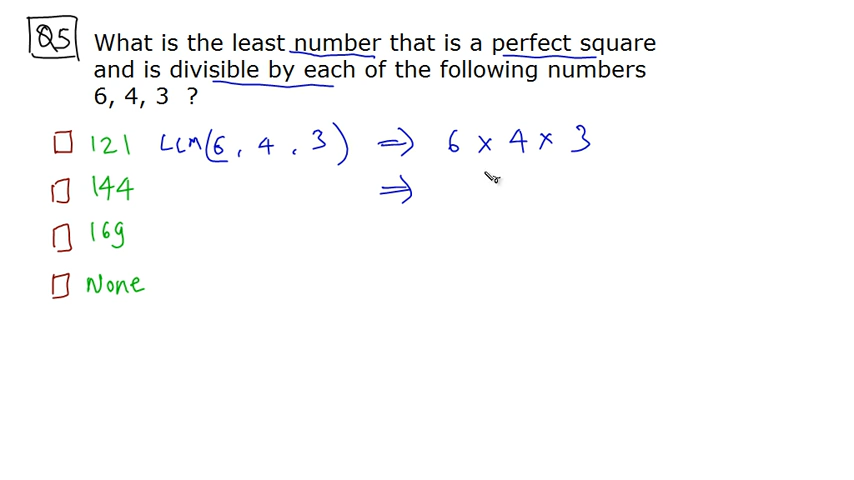 Q5
What is the least number that is a perfect square
and is divisible by each of the following numbers
6, 4, 3 ?
121 LCM(6, 4, 3) ⇒ 6 × 4 × 3
144 ⇒
169
None